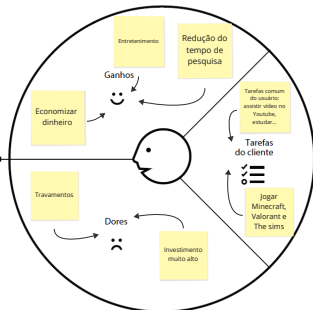 Entretenimento
Redução do
tempo de
pesquisa
Ganhos
Economizar
dinheiro
Tarefas comum
do usuário:
assistir vídeo no
Youtube,
estudar...
Tarefas
do cliente
Jogar
Minecraft,
Valorant e
The sims
Travamentos
Dores
Investimento
muito alto